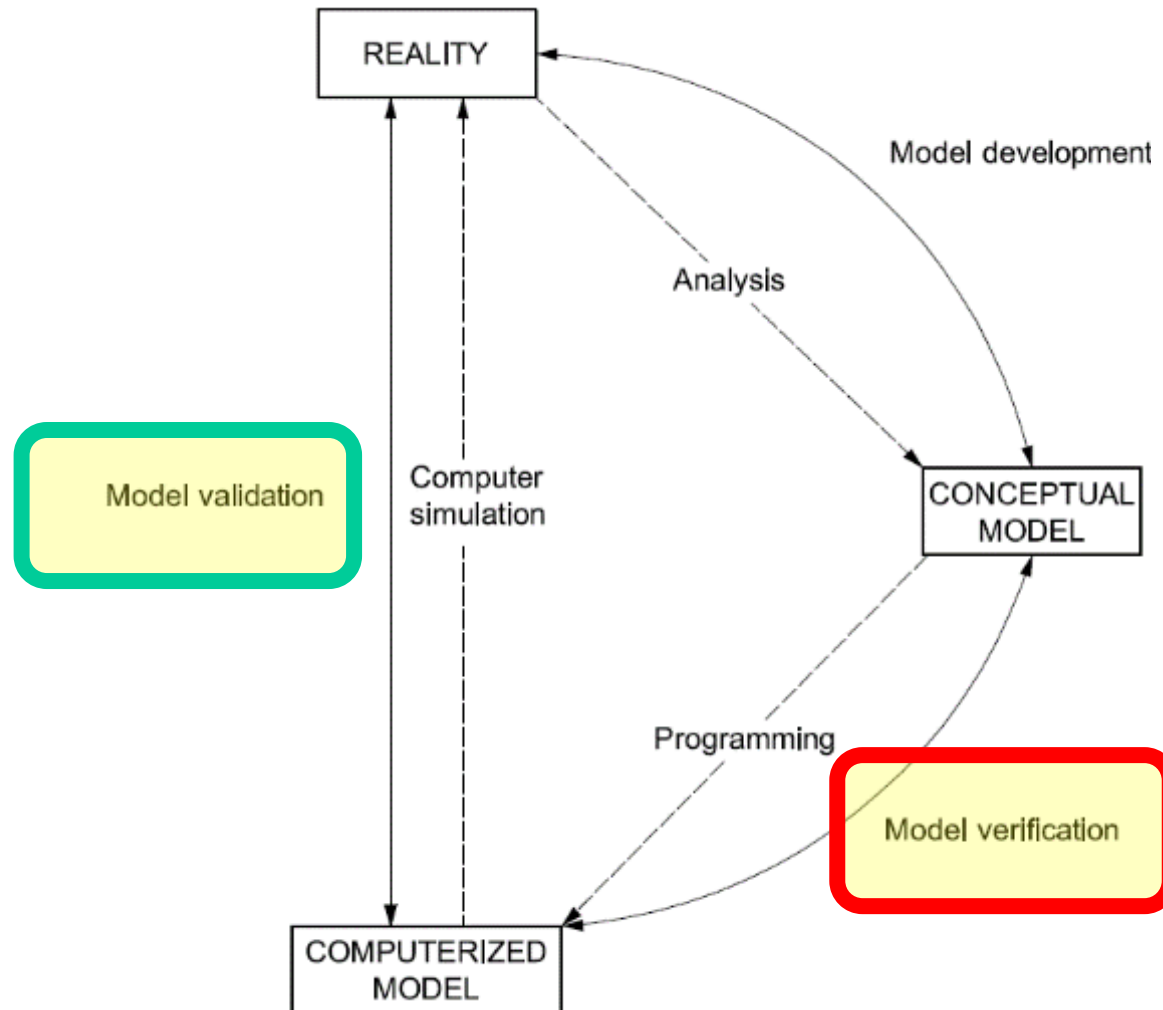 REALITY
Model development
Analysis
Model validation
Computer
simulation
CONCEPTUAL
MODEL
Programming
Model verification
COMPUTERIZED
MODEL